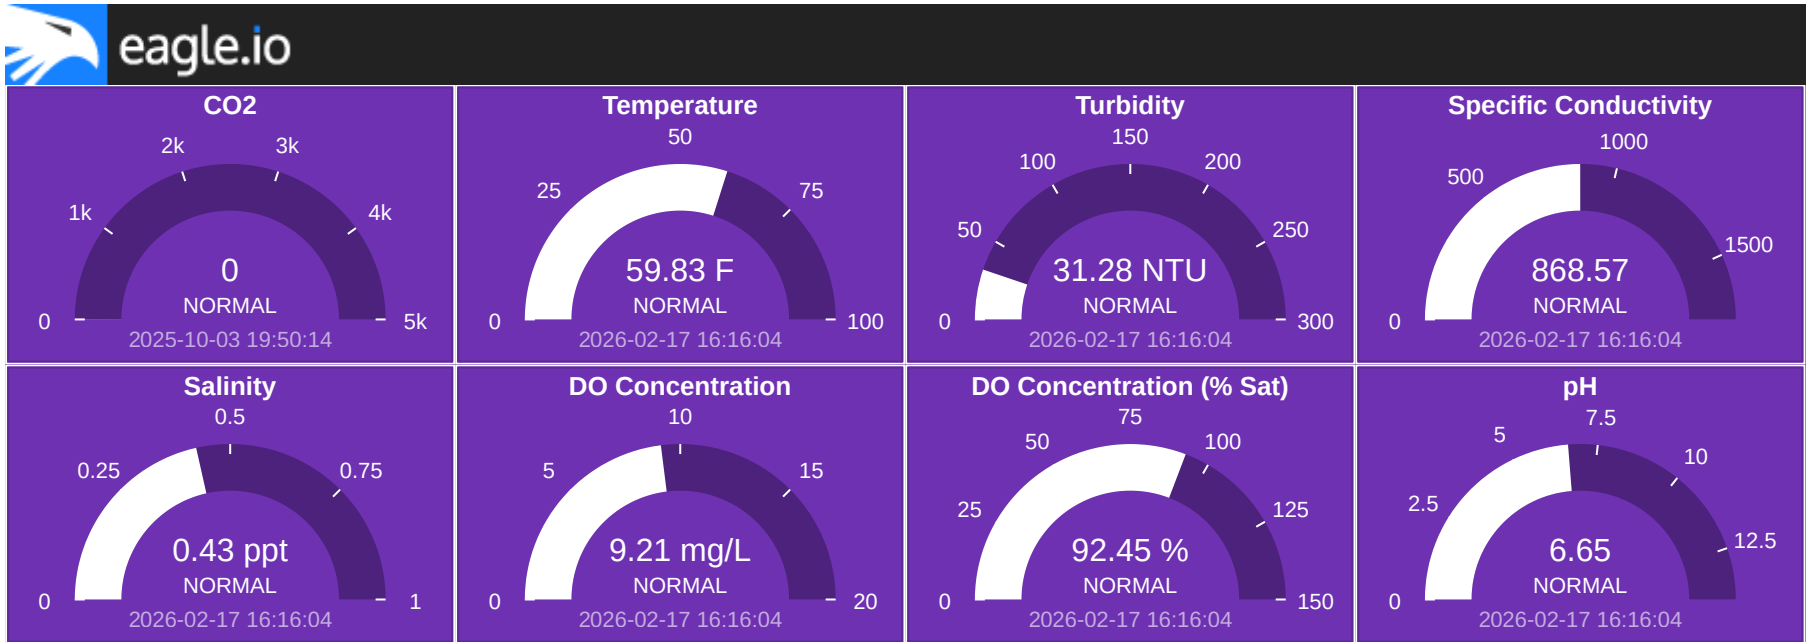 eagle.io
CO2
0
1k
2k
3k
4k
5k
0
NORMAL
2025-10-03 19:50:14
Temperature
0
25
50
75
100
59.83 F
NORMAL
2026-02-17 16:16:04
Turbidity
0
50
100
150
200
250
300
31.28 NTU
NORMAL
2026-02-17 16:16:04
Specific Conductivity
0
500
1000
1500
868.57
NORMAL
2026-02-17 16:16:04
Salinity
0
0.25
0.5
0.75
1
0.43 ppt
NORMAL
2026-02-17 16:16:04
DO Concentration
0
5
10
15
20
9.21 mg/L
NORMAL
2026-02-17 16:16:04
DO Concentration (% Sat)
0
25
50
75
100
125
150
92.45 %
NORMAL
2026-02-17 16:16:04
pH
0
2.5
5
7.5
10
12.5
6.65
NORMAL
2026-02-17 16:16:04